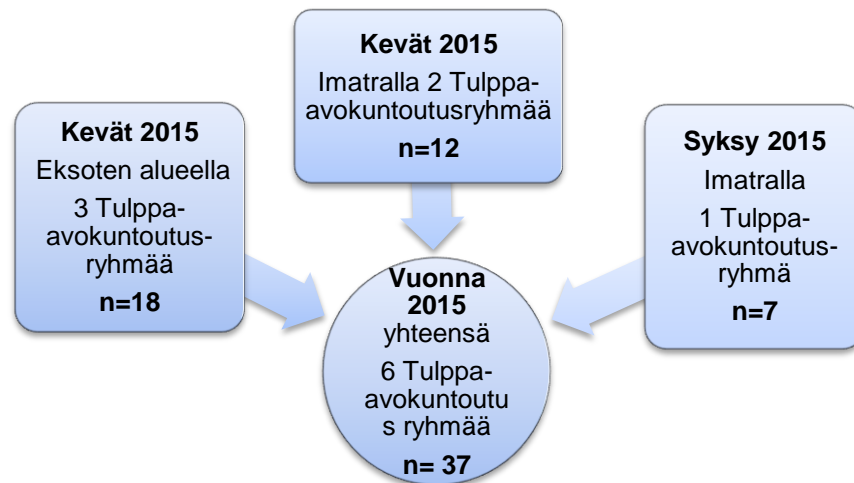 Kevät 2015
Eksoten alueella
3 Tulppa-
avokuntoutus-
ryhmää
n=18
Kevät 2015
Imatralla 2 Tulppa-
avokuntoutusryhmää
n=12
Syksy 2015
Imatralla
1 Tulppa-
avokuntoutus-
ryhmä
n=7
Vuonna
2015
yhteensä
6 Tulppa-
avokuntoutu
s ryhmää
n= 37